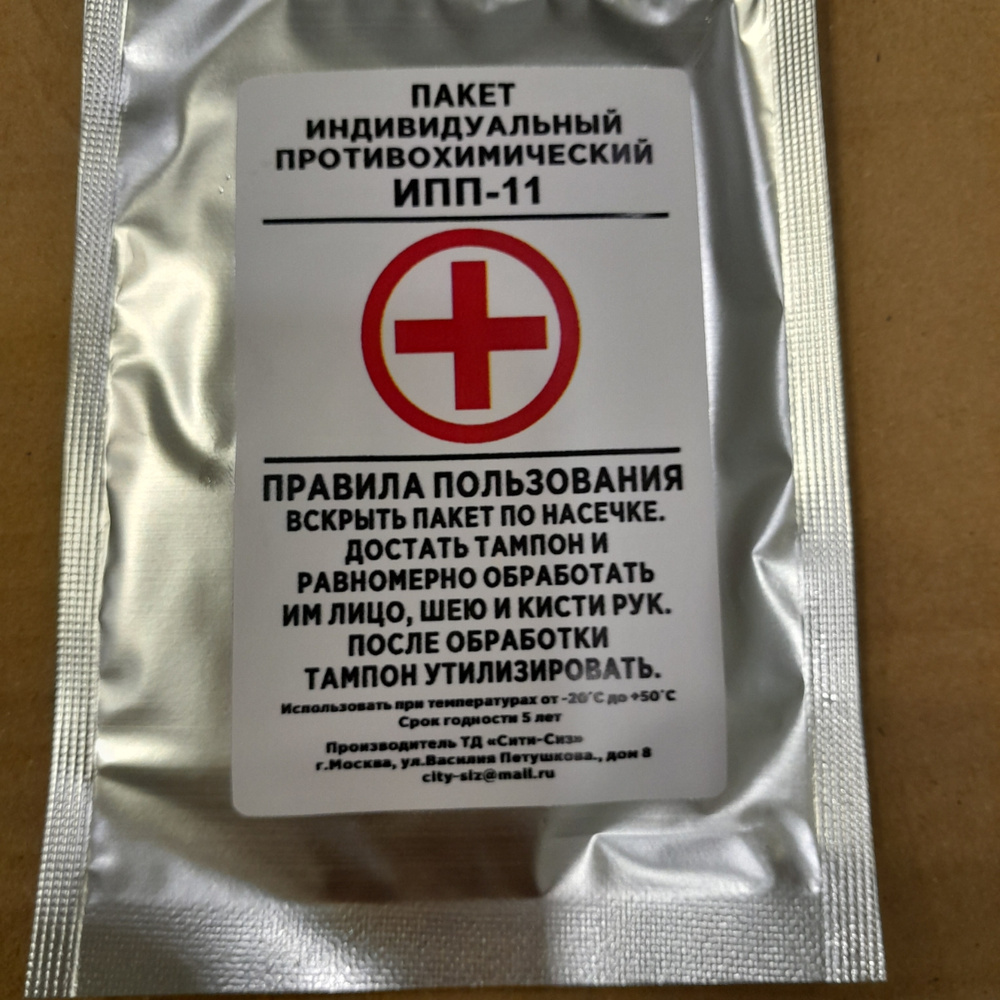 ПАКЕТ
ИНДИВИДУАЛЬНЫЙ
ПРОТИВОХИМИЧЕСКИЙ
ИПП-11
ПРАВИЛА ПОЛЬЗОВАНИЯ
ВСКРЫТЬ ПАКЕТ ПО НАСЕЧКЕ.
ДОСТАТЬ ТАМПОН И
РАВНОМЕРНО ОБРАБОТАТЬ
ИМ ЛИЦО, ШЕЮ И КИСТИ РУК.
ПОСЛЕ ОБРАБОТКИ
ТАМПОН УТИЛИЗИРОВАТЬ.
Использовать при температурах от -20°С до +50°С
Срок годности 5 лет
Производитель ТД «Сити-Сиз»
г.Москва, ул.Василия Петушкова., дом 8
city-siz@mail.ru